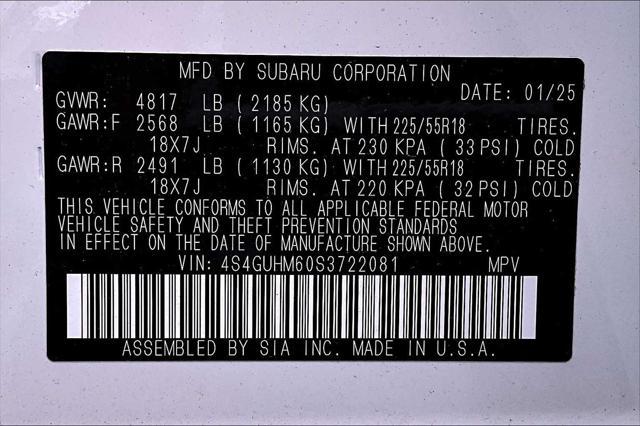 MFD BY SUBARU CORPORATION
DATE: 01/25
GVWR: 4817 LB ( 2185 KG)
GAWR:F 2568 LB ( 1165 KG) WITH 225/55R18 TIRES.
18X7J RIMS. AT 230 KPA ( 33 PSI) COLD
GAWR:R 2491 LB ( 1130 KG) WITH 225/55R18 TIRES.
18X7J RIMS. AT 220 KPA ( 32 PSI) COLD
THIS VEHICLE CONFORMS TO ALL APPLICABLE FEDERAL MOTOR
VEHICLE SAFETY AND THEFT PREVENTION STANDARDS
IN EFFECT ON THE DATE OF MANUFACTURE SHOWN ABOVE.
VIN: 4S4GUHM60S3722081 MPV
ASSEMBLED BY SIA INC. MADE IN U.S.A.